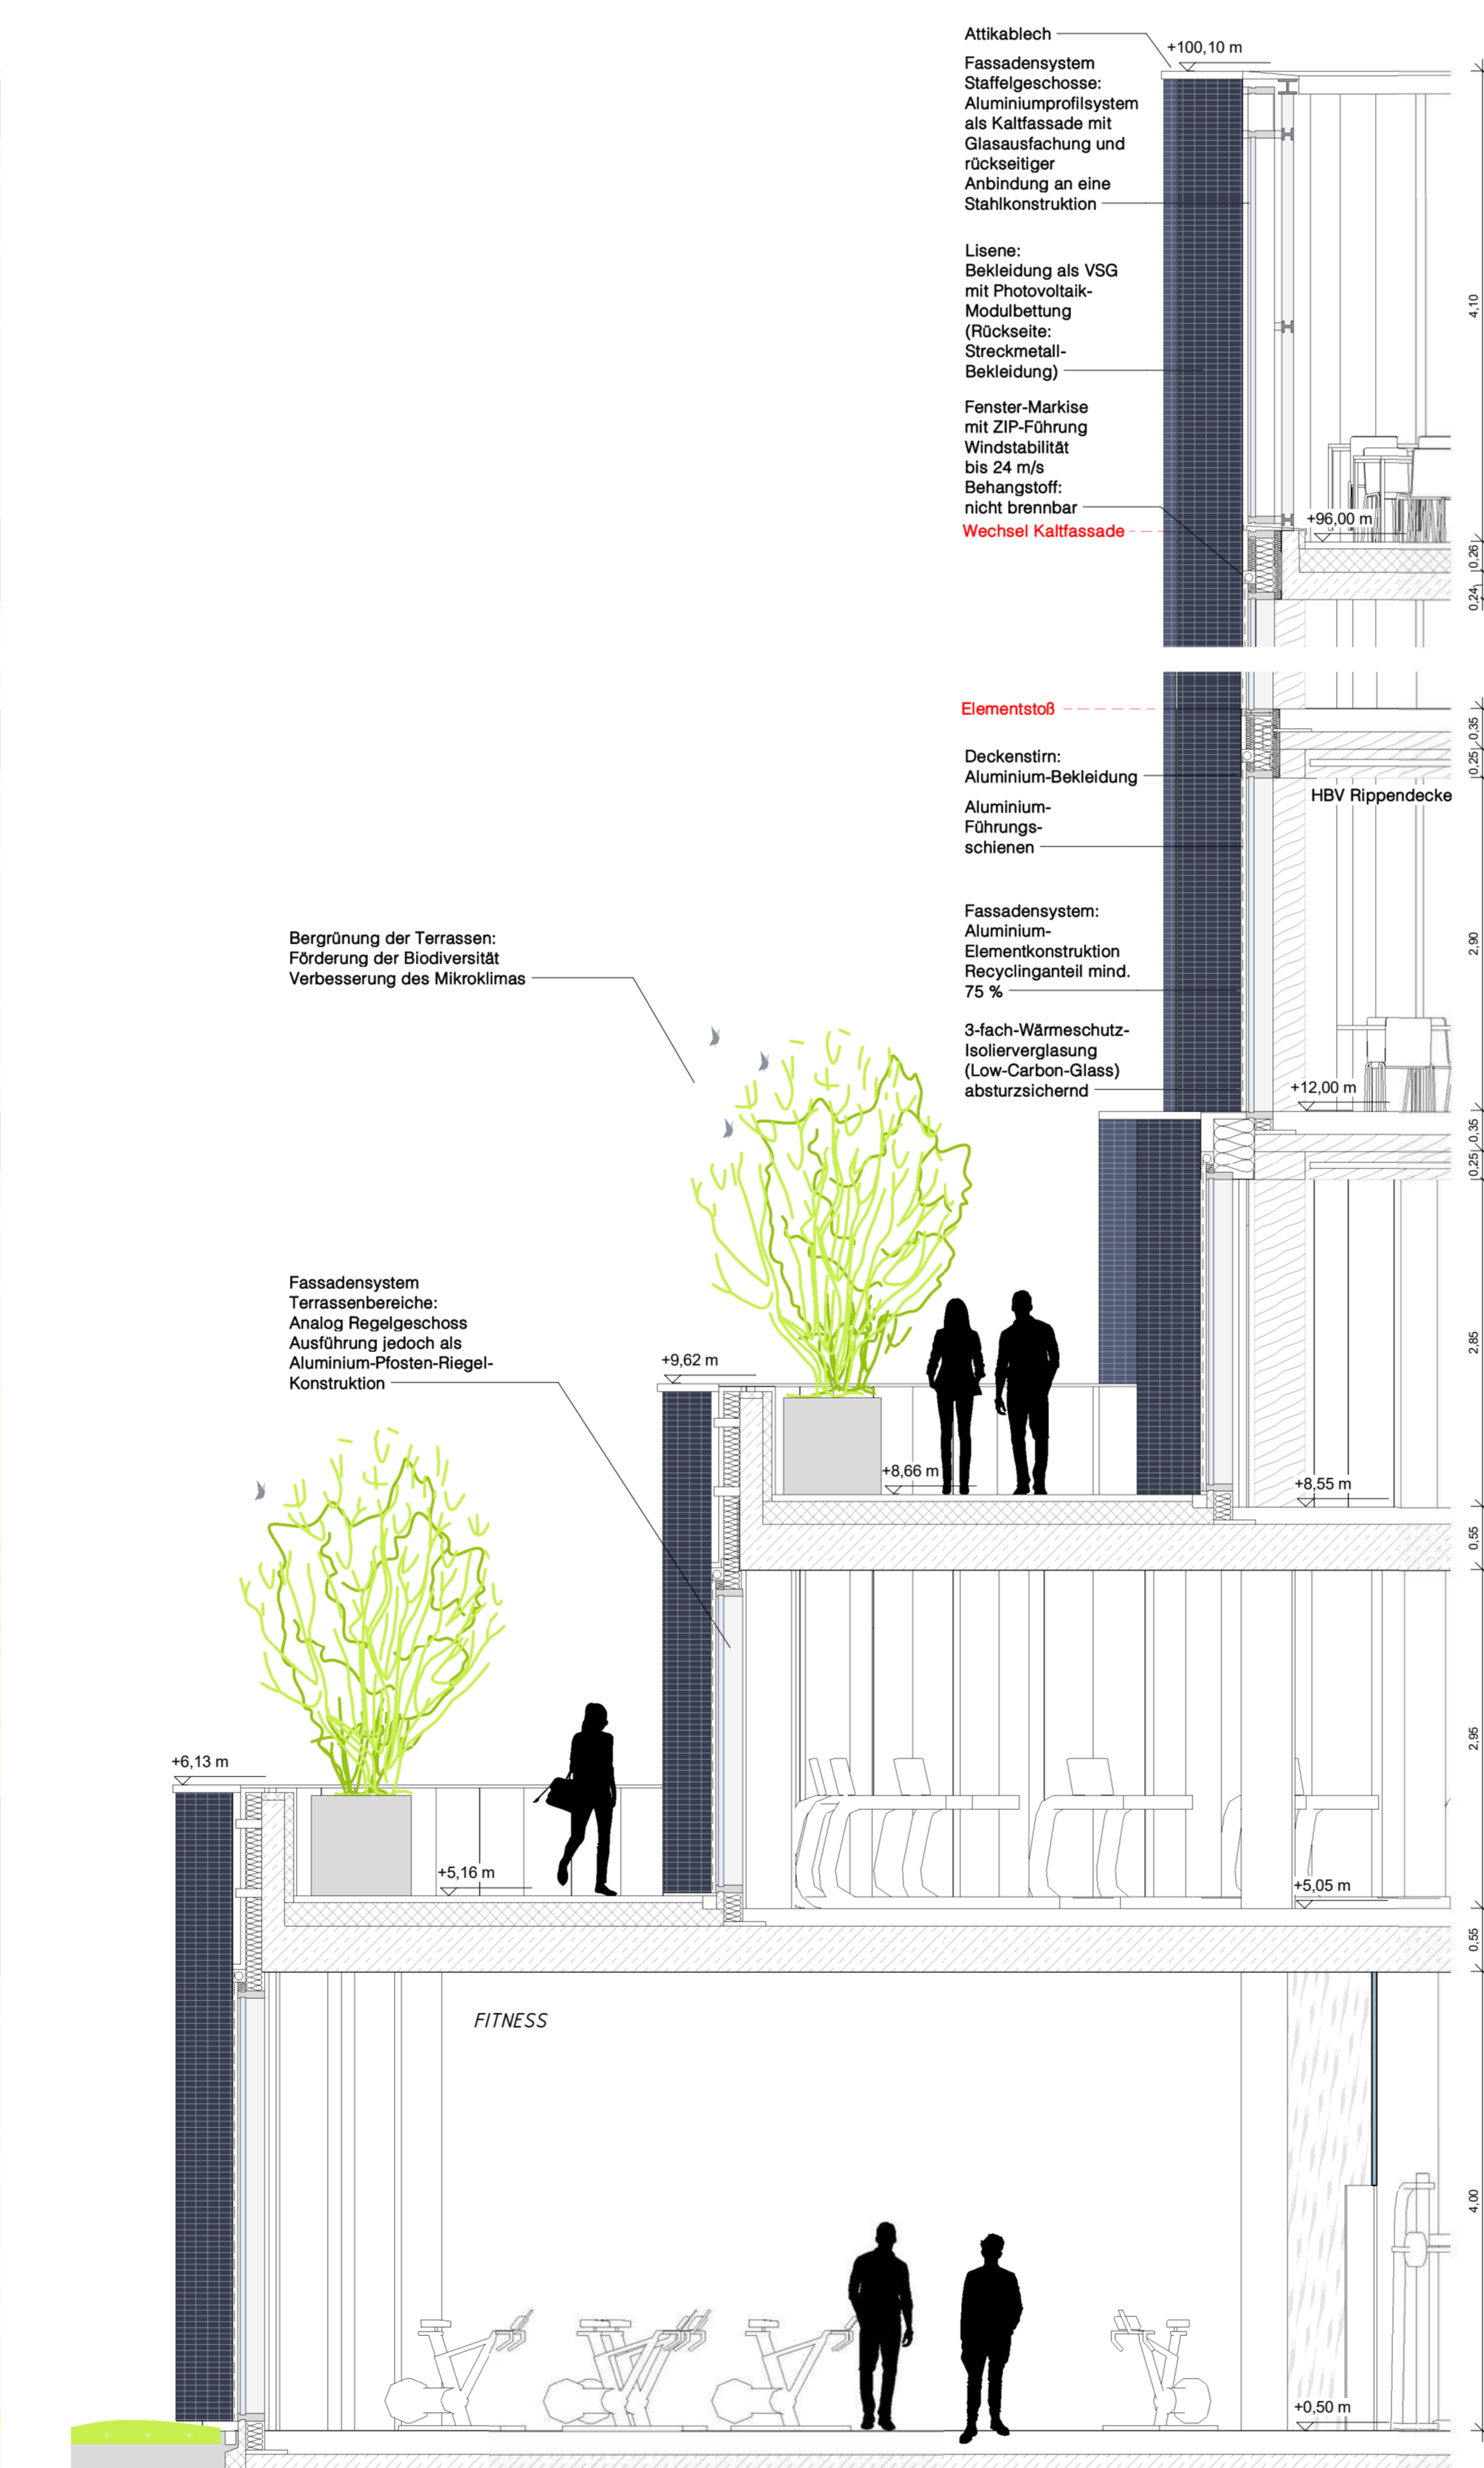 Attikablech
+100,10 m
Fassadensystem
Staffelgeschosse:
Aluminiumprofilsystem
als Kaltfassade mit
Glasausfachung und
rückseitiger
Anbindung an eine
Stahlkonstruktion
Lisene:
Bekleidung als VSG
mit Photovoltaik-
Modulbettung
(Rückseite:
Streckmetall-
Bekleidung)
4,10
Fenster-Markise
mit ZIP-Führung
Windstabilität
bis 24 m/s
Behangstoff:
nicht brennbar
Wechsel Kaltfassade
+96,00 m
0,26
0,24
Elementstoß
0,35
0,25
Deckenstirn:
Aluminium-Bekleidung
HBV Rippendecke
Aluminium-
Führungs-
schienen
Fassadensystem:
Aluminium-
Elementkonstruktion
Recyclinganteil mind.
75 %
2,90
3-fach-Wärmeschutz-
Isolierverglasung
(Low-Carbon-Glass)
absturzsichernd
+12,00 m
0,35
0,25
Bergrünung der Terrassen:
Förderung der Biodiversität
Verbesserung des Mikroklimas
Fassadensystem
Terrassenbereiche:
Analog Regelgeschoss
Ausführung jedoch als
Aluminium-Pfosten-Riegel-
Konstruktion
+9,62 m
2,85
+8,66 m
+8,55 m
0,55
2,95
+6,13 m
+5,16 m
+5,05 m
0,55
FITNESS
4,00
+0,50 m